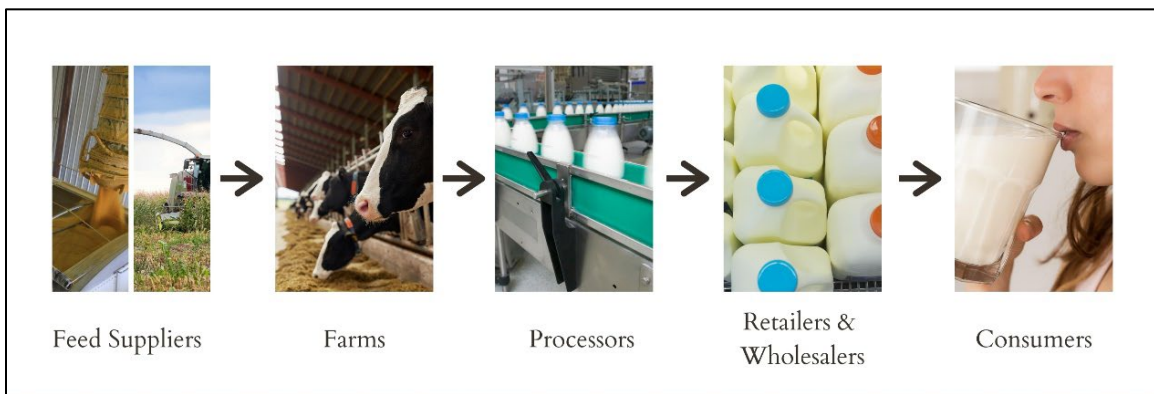 Feed Suppliers
Farms
Processors
Retailers &
Wholesalers
Consumers